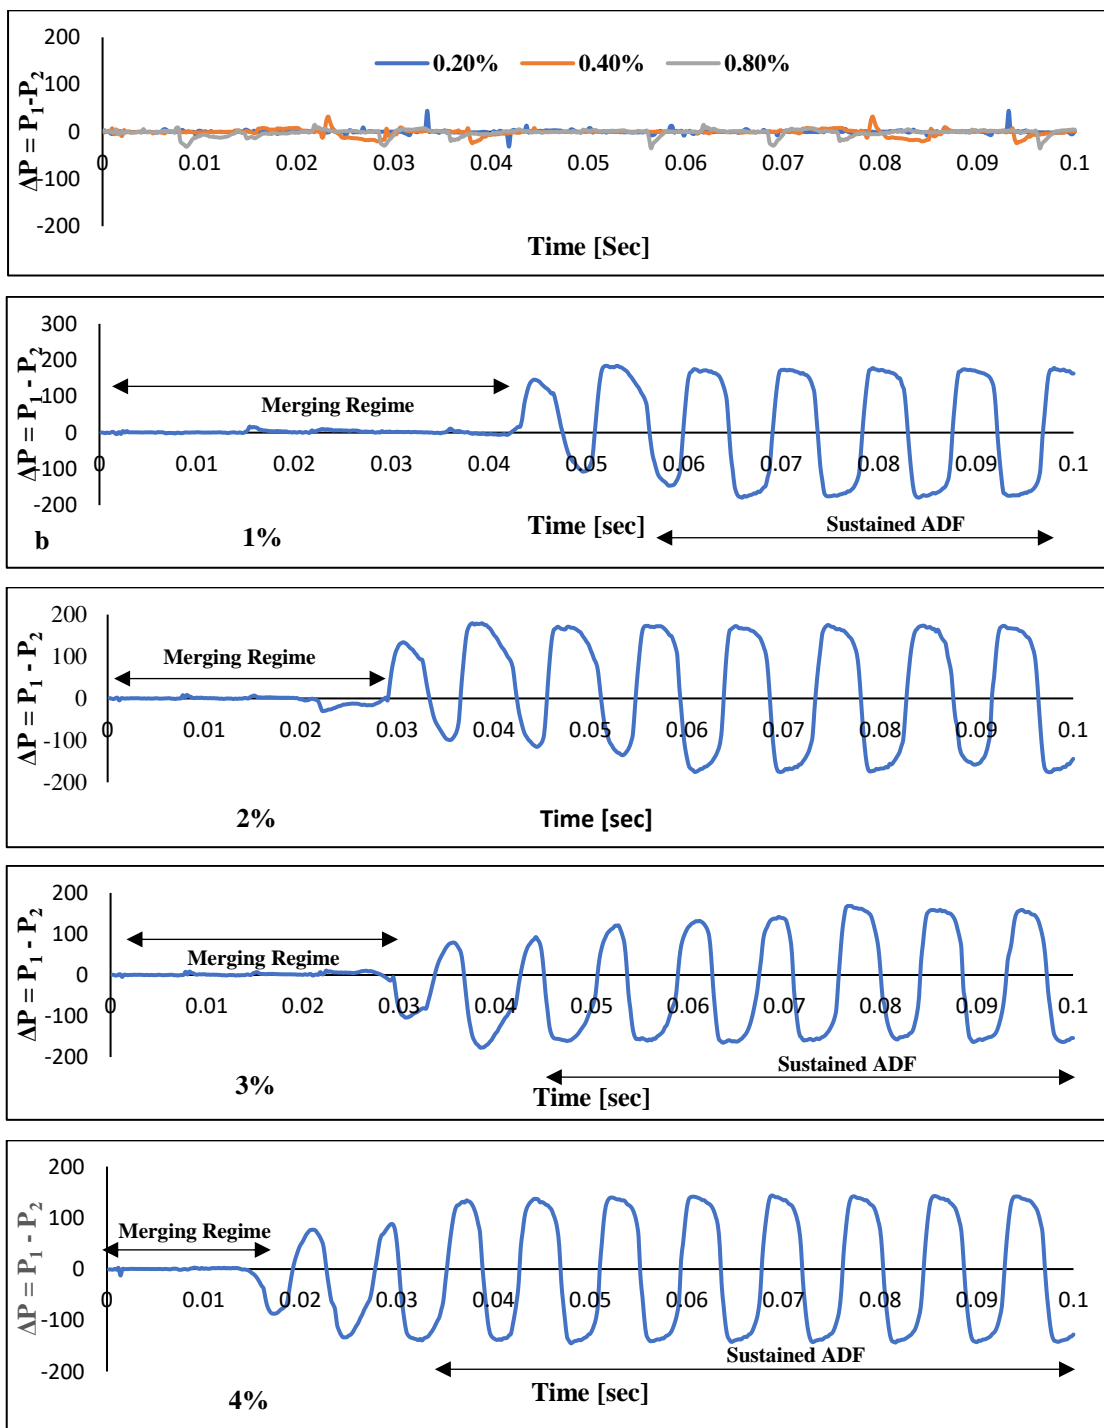 200
0.20% 0.40% 0.80%
100
0
-100
-200
ΔP = P1-P2
0 0.01 0.02 0.03 0.04 0.05 0.06 0.07 0.08 0.09 0.1
Time [Sec]
300
200
100
0
-100
-200
ΔP = P1 - P2
Merging Regime
0 0.01 0.02 0.03 0.04 0.05 0.06 0.07 0.08 0.09 0.1
Time [sec]
Sustained ADF
b 1%
200
100
0
-100
-200
ΔP = P1 - P2
Merging Regime
0 0.01 0.02 0.03 0.04 0.05 0.06 0.07 0.08 0.09 0.1
2% Time [sec]
200
100
0
-100
-200
ΔP = P1 - P2
Merging Regime
0 0.01 0.02 0.03 0.04 0.05 0.06 0.07 0.08 0.09 0.1
Sustained ADF
3% Time [sec]
200
100
0
-100
-200
ΔP = P1 - P2
Merging Regime
0 0.01 0.02 0.03 0.04 0.05 0.06 0.07 0.08 0.09 0.1
Sustained ADF
4% Time [sec]